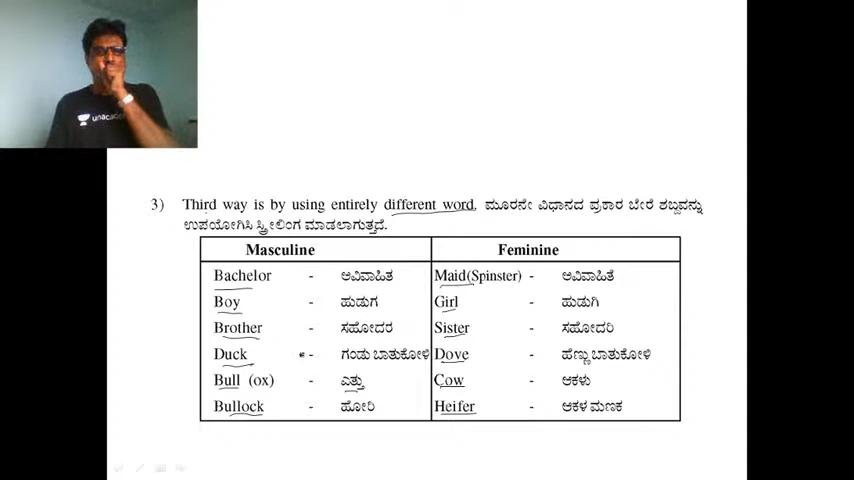 unacademy
3) Third way is by using entirely different word. ಮೂರನೇ ವಿಧಾನದ ಪ್ರಕಾರ ಬೇರೆ ಶಬ್ದವನ್ನು
ಉಪಯೋಗಿಸಿ ಸ್ತ್ರೀಲಿಂಗ ಮಾಡಲಾಗುತ್ತದೆ.
Masculine Feminine
Bachelor - ಅವಿವಾಹಿತ Maid(Spinster) - ಅವಿವಾಹಿತೆ
Boy - ಹುಡುಗ Girl - ಹುಡುಗಿ
Brother - ಸಹೋದರ Sister - ಸಹೋದರಿ
Duck - ಗಂಡು ಬಾತುಕೋಳಿ Dove - ಹೆಣ್ಣು ಬಾತುಕೋಳಿ
Bull (ox) - ಎತ್ತು Cow - ಆಕಳು
Bullock - ಹೋರಿ Heifer - ಆಕಳ ಮಣಕ